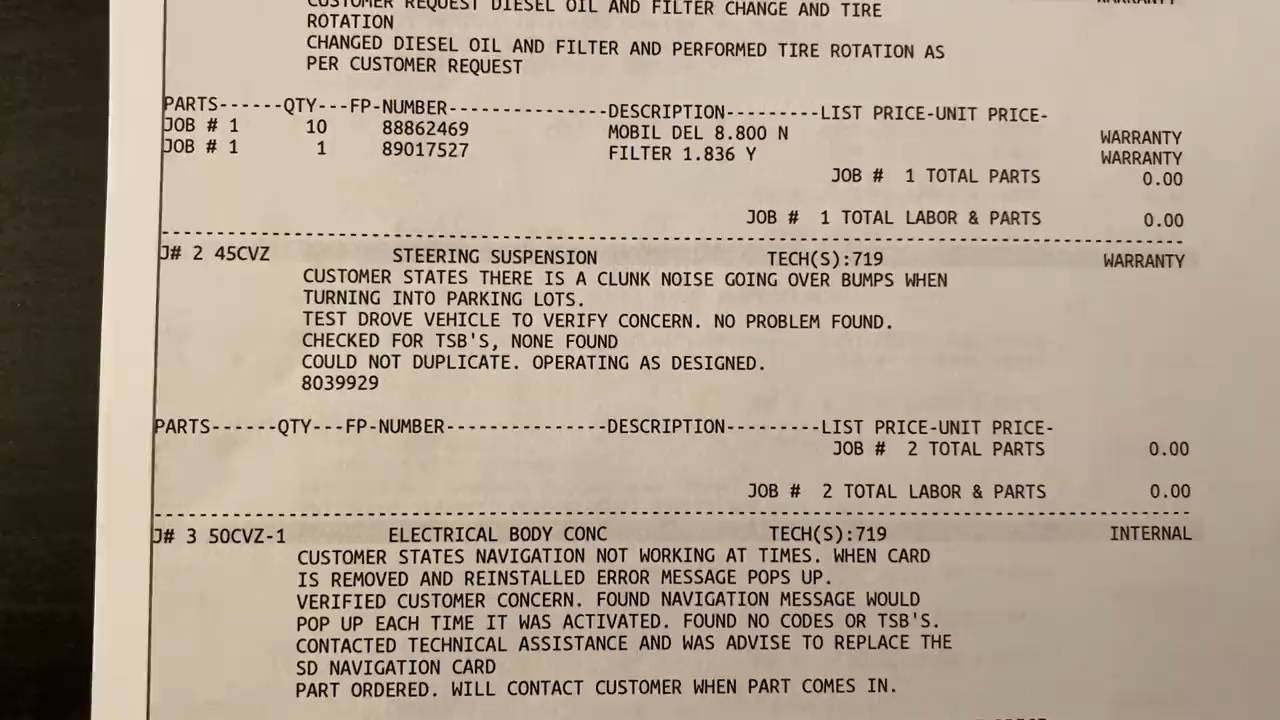 CUSTOMER REQUEST DIESEL OIL AND FILTER CHANGE AND TIRE WARRANTY
ROTATION
CHANGED DIESEL OIL AND FILTER AND PERFORMED TIRE ROTATION AS
PER CUSTOMER REQUEST
PARTS------QTY---FP-NUMBER--------------DESCRIPTION---------LIST PRICE-UNIT PRICE-
JOB # 1 10 88862469 MOBIL DEL 8.800 N WARRANTY
JOB # 1 1 89017527 FILTER 1.836 Y WARRANTY
JOB # 1 TOTAL PARTS 0.00
JOB # 1 TOTAL LABOR & PARTS 0.00
J# 2 45CVZ STEERING SUSPENSION TECH(S):719 WARRANTY
CUSTOMER STATES THERE IS A CLUNK NOISE GOING OVER BUMPS WHEN
TURNING INTO PARKING LOTS.
TEST DROVE VEHICLE TO VERIFY CONCERN. NO PROBLEM FOUND.
CHECKED FOR TSB'S, NONE FOUND
COULD NOT DUPLICATE. OPERATING AS DESIGNED.
8039929
PARTS------QTY---FP-NUMBER--------------DESCRIPTION---------LIST PRICE-UNIT PRICE-
JOB # 2 TOTAL PARTS 0.00
JOB # 2 TOTAL LABOR & PARTS 0.00
J# 3 50CVZ-1 ELECTRICAL BODY CONC TECH(S):719 INTERNAL
CUSTOMER STATES NAVIGATION NOT WORKING AT TIMES. WHEN CARD
IS REMOVED AND REINSTALLED ERROR MESSAGE POPS UP.
VERIFIED CUSTOMER CONCERN. FOUND NAVIGATION MESSAGE WOULD
POP UP EACH TIME IT WAS ACTIVATED. FOUND NO CODES OR TSB'S.
CONTACTED TECHNICAL ASSISTANCE AND WAS ADVISE TO REPLACE THE
SD NAVIGATION CARD
PART ORDERED. WILL CONTACT CUSTOMER WHEN PART COMES IN.